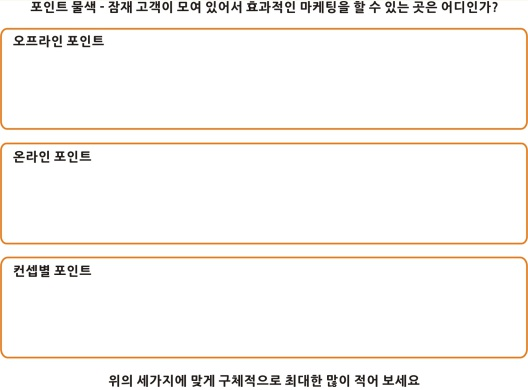 포인트 물색 - 잠재 고객이 모여 있어서 효과적인 마케팅을 할 수 있는 곳은 어디인가?
오프라인 포인트
온라인 포인트
컨셉별 포인트
위의 세가지에 맞게 구체적으로 최대한 많이 적어 보세요